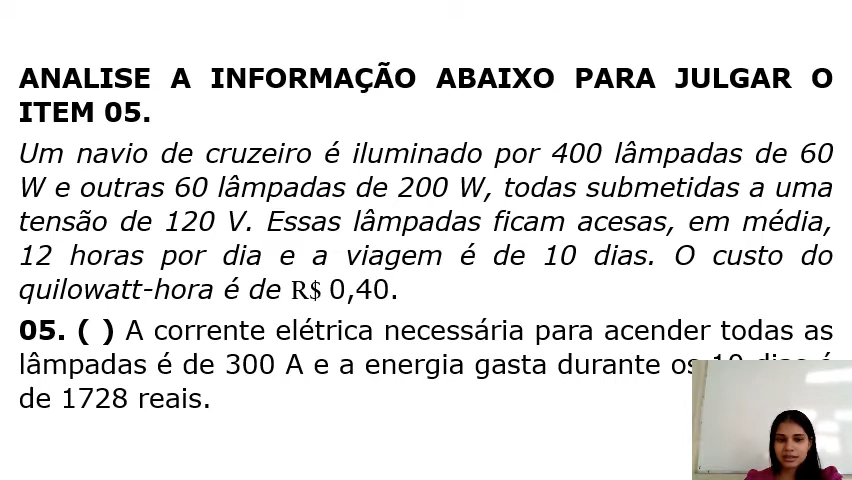 ANALISE A INFORMAÇÃO ABAIXO PARA JULGAR O
ITEM 05.
Um navio de cruzeiro é iluminado por 400 lâmpadas de 60
W e outras 60 lâmpadas de 200 W, todas submetidas a uma
tensão de 120 V. Essas lâmpadas ficam acesas, em média,
12 horas por dia e a viagem é de 10 dias. O custo do
quilowatt-hora é de R$ 0,40.
05. ( ) A corrente elétrica necessária para acender todas as
lâmpadas é de 300 A e a energia gasta durante os 10 dias é
de 1728 reais.